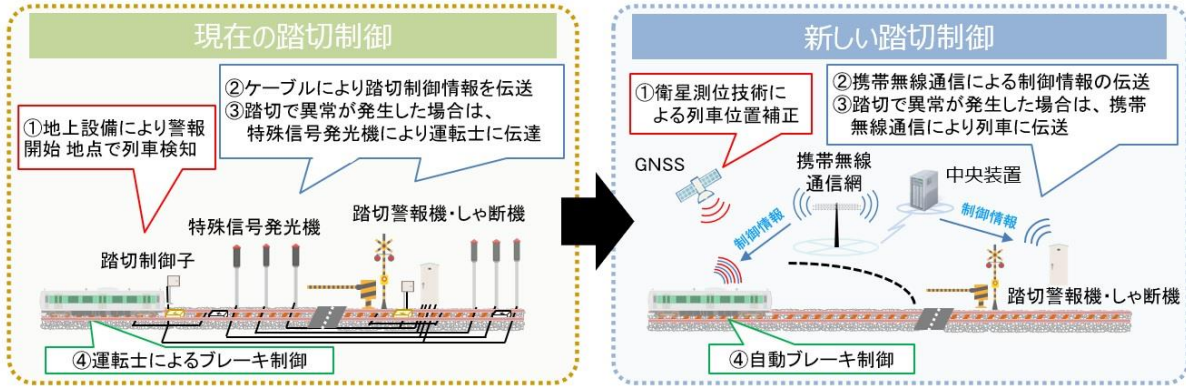 現在の踏切制御
②ケーブルにより踏切制御情報を伝送
③踏切で異常が発生した場合は、
特殊信号発光機により運転士に伝達
①地上設備により警報
開始 地点で列車検知
踏切警報機・しゃ断機
特殊信号発光機
踏切制御子
④運転士によるブレーキ制御
新しい踏切制御
①衛星測位技術に
よる列車位置補正
②携帯無線通信による制御情報の伝送
③踏切で異常が発生した場合は、携帯
無線通信により列車に伝送
GNSS
携帯無線
通信網
中央装置
制御情報
制御情報
踏切警報機・しゃ断機
④自動ブレーキ制御